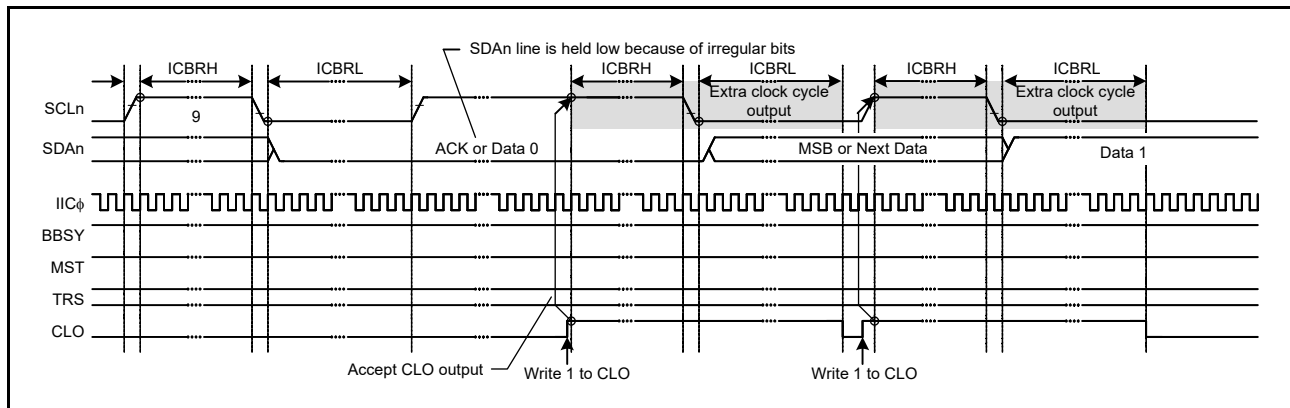 SDAn line is held low because of irregular bits
ICBRH
ICBRL
ICBRH
ICBRL
ICBRH
ICBRL
SCLn
9
Extra clock cycle
output
Extra clock cycle
output
SDAn
ACK or Data 0
MSB or Next Data
Data 1
IICϕ
BBSY
MST
TRS
CLO
Accept CLO output
Write 1 to CLO
Write 1 to CLO